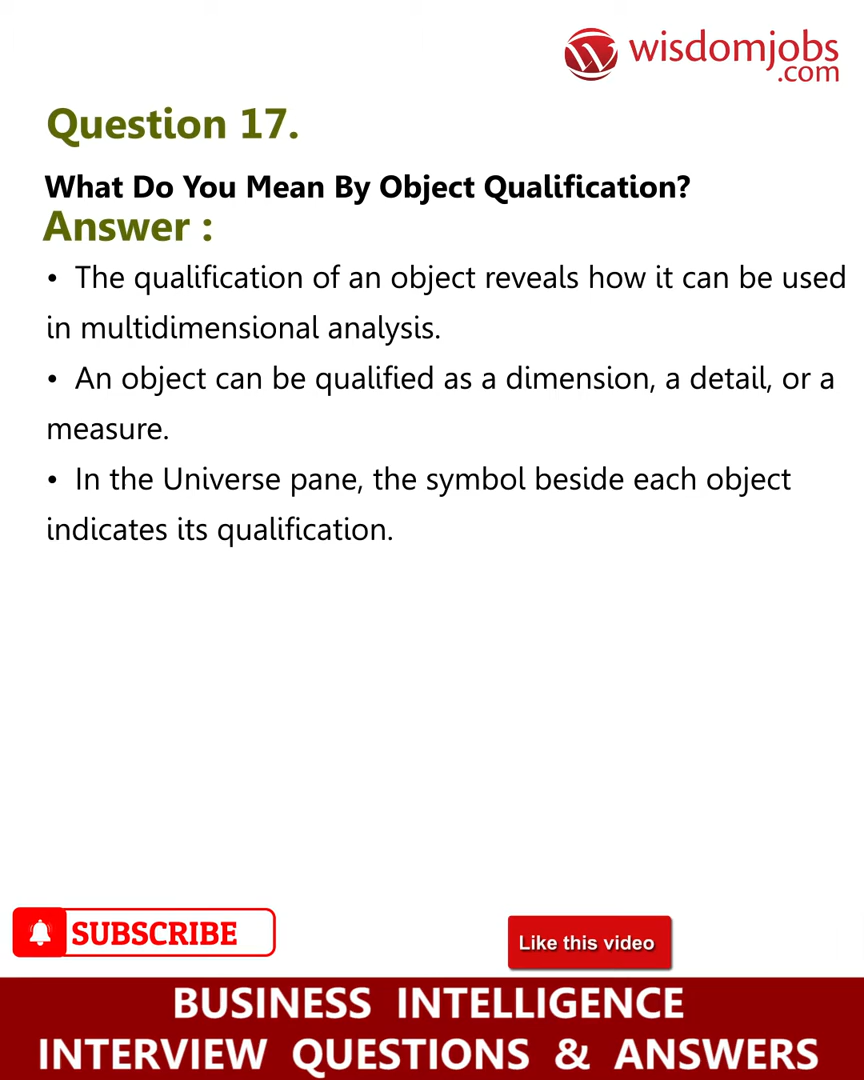 wisdomjobs
.com
Question 17.
What Do You Mean By Object Qualification?
Answer :
• The qualification of an object reveals how it can be used
in multidimensional analysis.
• An object can be qualified as a dimension, a detail, or a
measure.
• In the Universe pane, the symbol beside each object
indicates its qualification.
SUBSCRIBE
Like this video
BUSINESS INTELLIGENCE
INTERVIEW QUESTIONS & ANSWERS